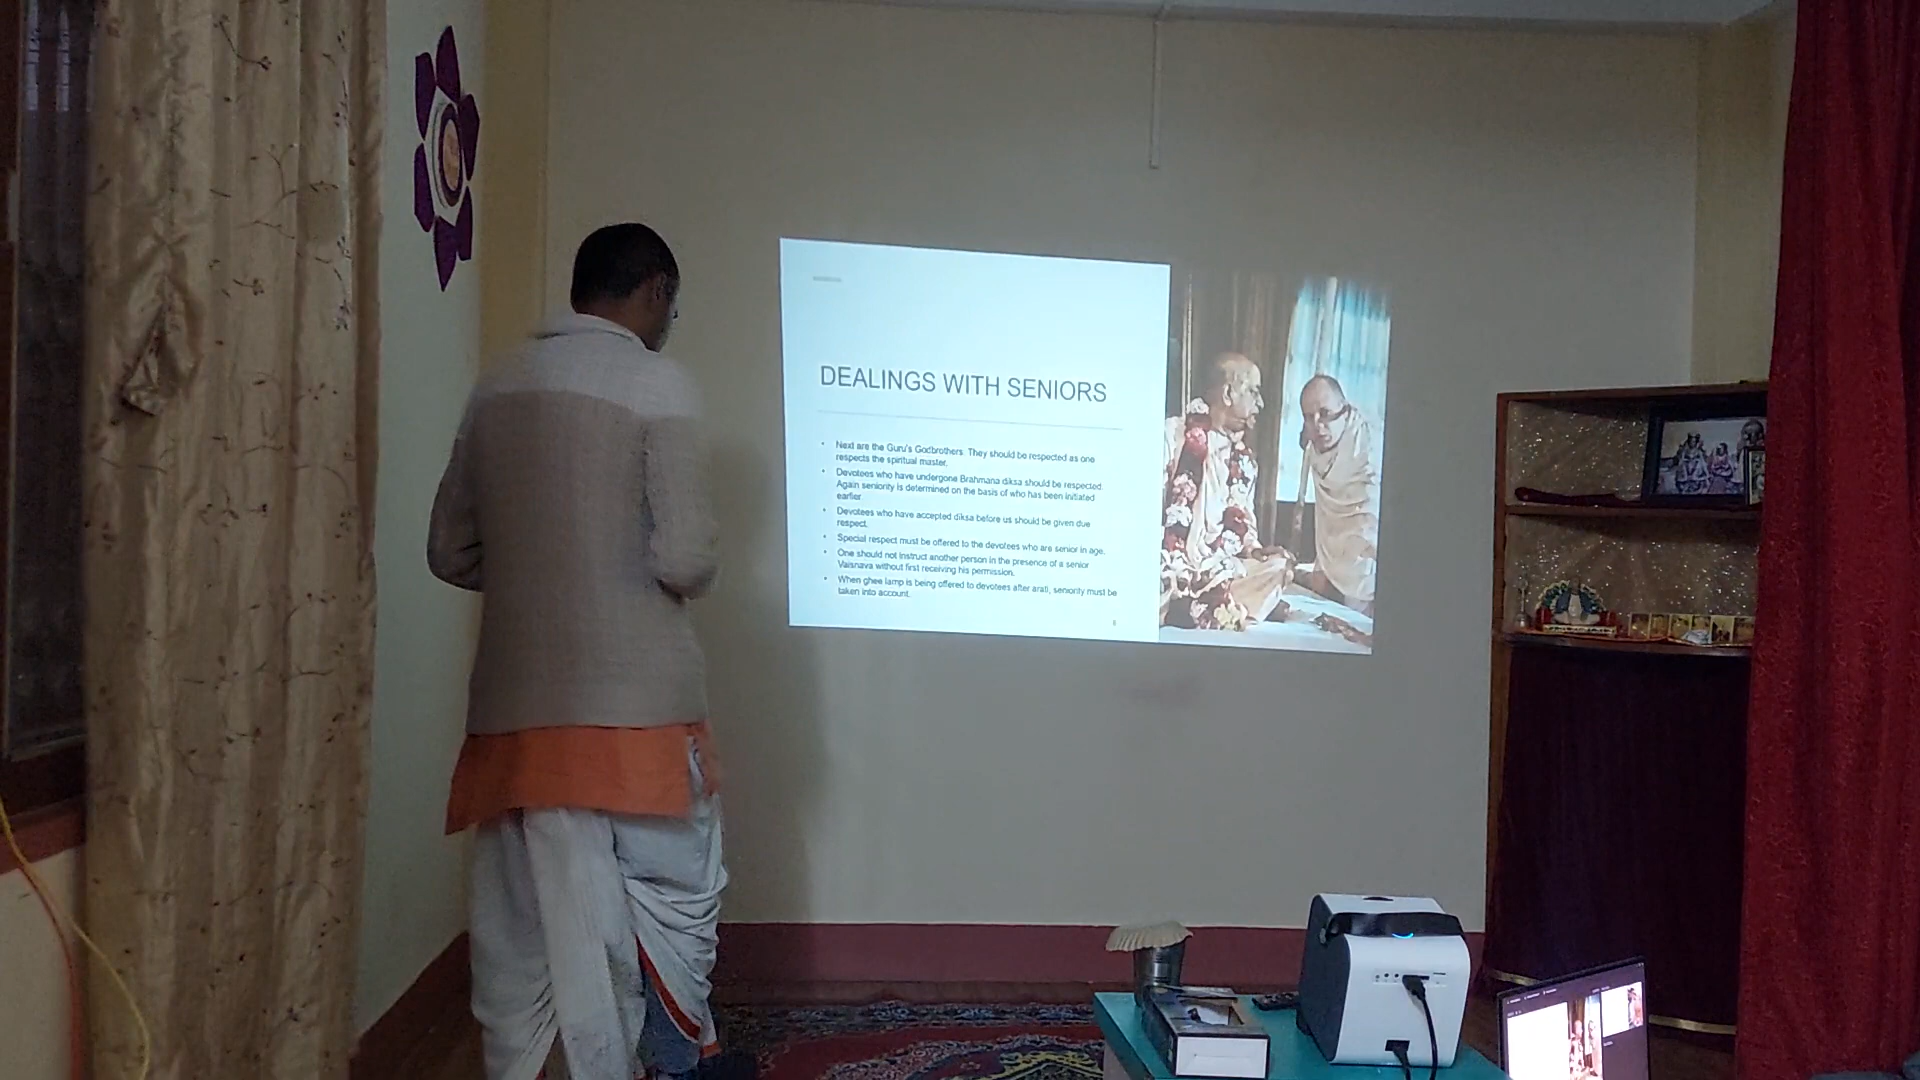 DEALINGS WITH SENIORS
• Next are the Guru's Godbrothers. They should be respected as one
respects the spiritual master.
• Devotees who have undergone Brahmana diksa should be respected.
Again seniority is determined on the basis of who has been initiated
earlier.
• Devotees who have accepted diksa before us should be given due
respect.
• Special respect must be offered to the devotees who are senior in age.
• One should not instruct another person in the presence of a senior
Vaisnava without first receiving his permission.
• When ghee lamp is being offered to devotees after arati, seniority must be
taken into account.